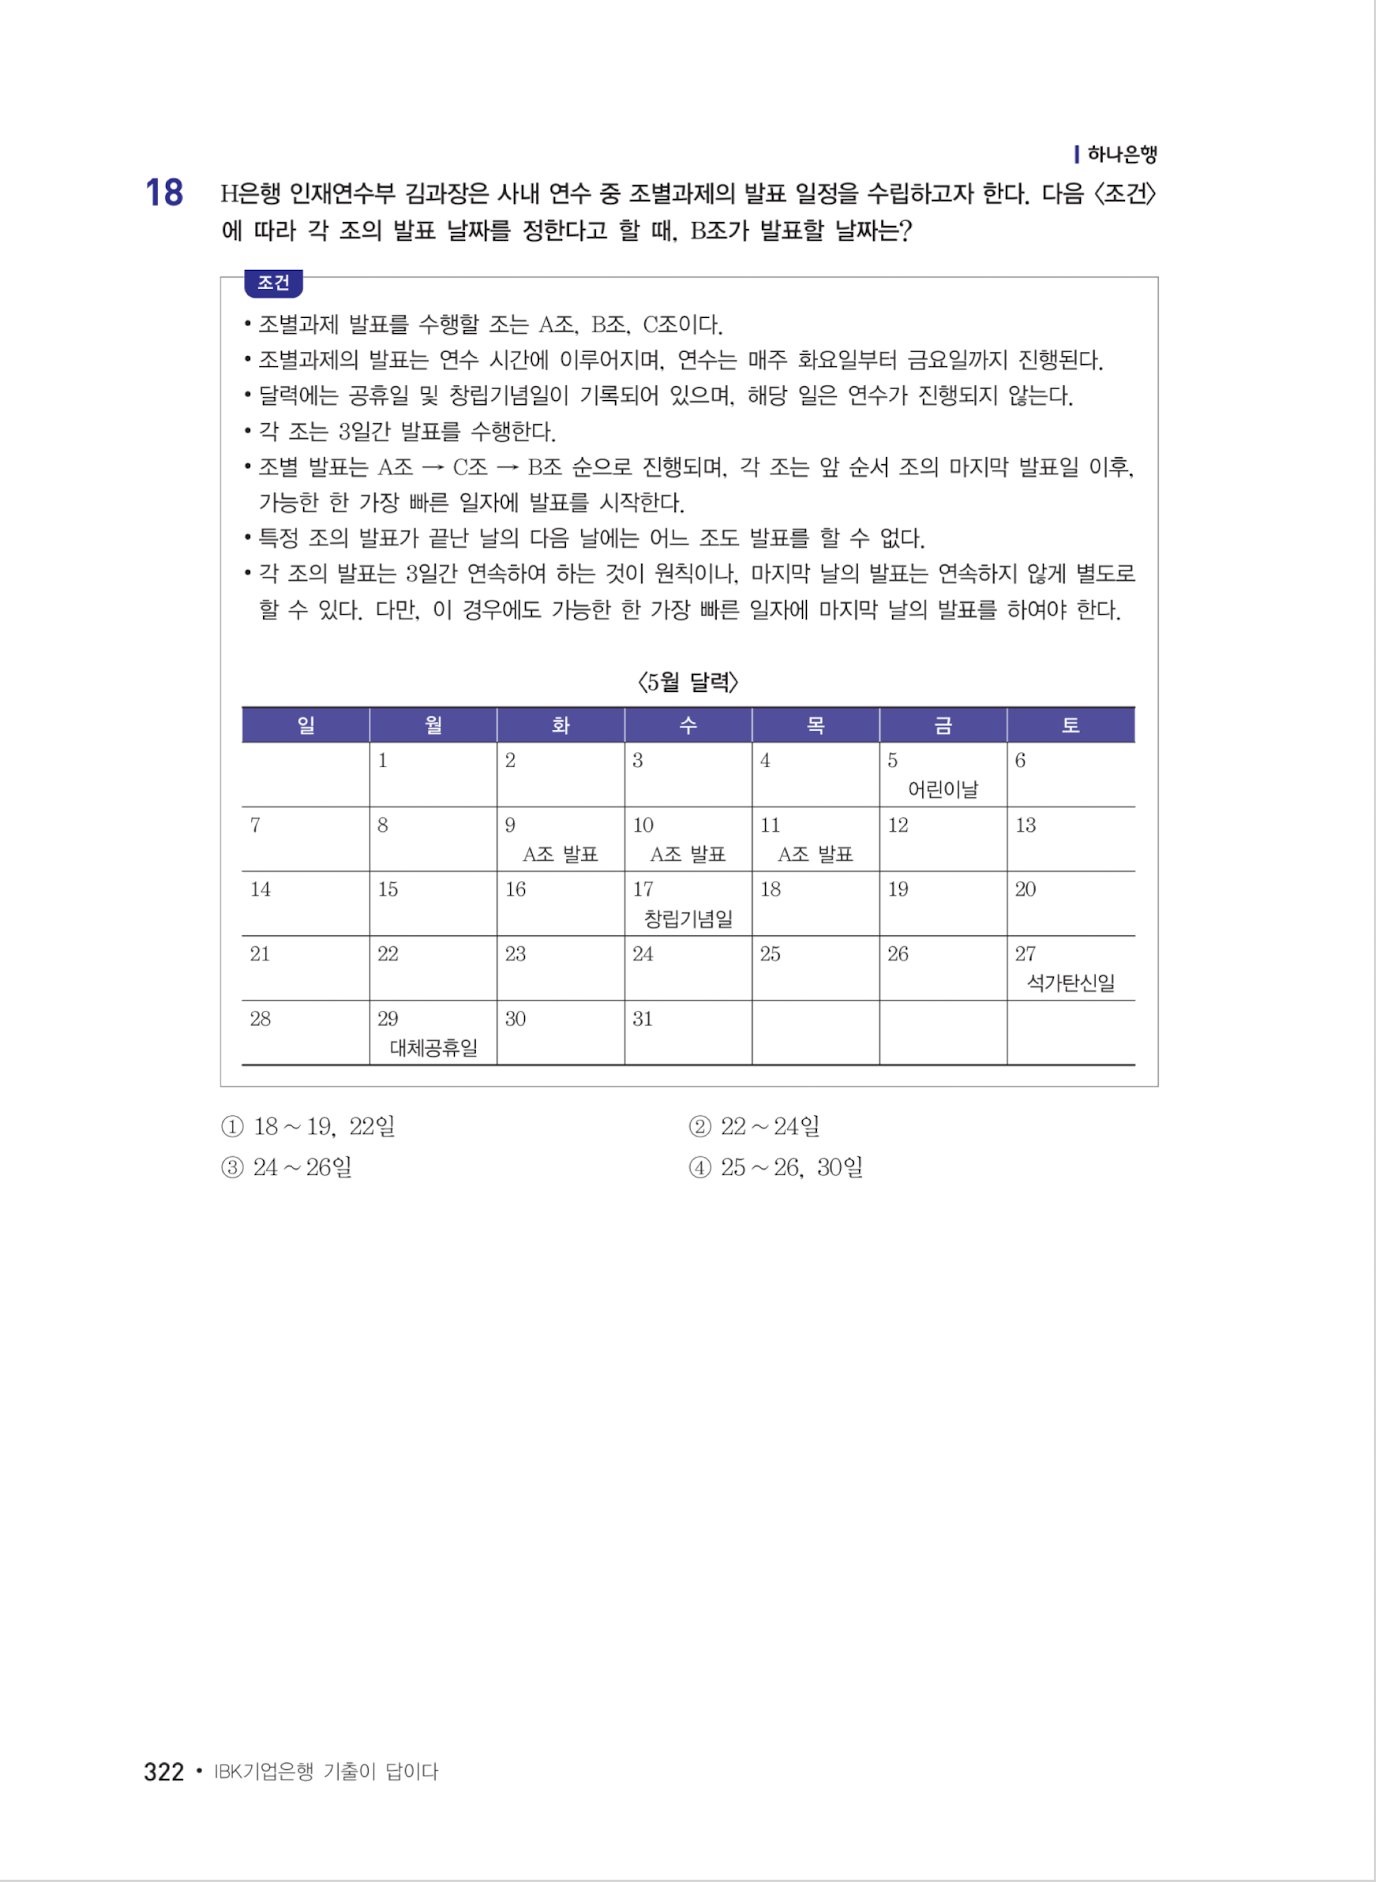 하나은행
18 H은행 인재연수부 김과장은 사내 연수 중 조별과제의 발표 일정을 수립하고자 한다. 다음 〈조건〉
에 따라 각 조의 발표 날짜를 정한다고 할 때, B조가 발표할 날짜는?
조건
• 조별과제 발표를 수행할 조는 A조, B조, C조이다.
• 조별과제의 발표는 연수 시간에 이루어지며, 연수는 매주 화요일부터 금요일까지 진행된다.
• 달력에는 공휴일 및 창립기념일이 기록되어 있으며, 해당 일은 연수가 진행되지 않는다.
• 각 조는 3일간 발표를 수행한다.
• 조별 발표는 A조 → C조 → B조 순으로 진행되며, 각 조는 앞 순서 조의 마지막 발표일 이후,
가능한 한 가장 빠른 일자에 발표를 시작한다.
• 특정 조의 발표가 끝난 날의 다음 날에는 어느 조도 발표를 할 수 없다.
• 각 조의 발표는 3일간 연속하여 하는 것이 원칙이나, 마지막 날의 발표는 연속하지 않게 별도로
할 수 있다. 다만, 이 경우에도 가능한 한 가장 빠른 일자에 마지막 날의 발표를 하여야 한다.
〈5월 달력〉
일 월 화 수 목 금 토
1 2 3 4 5 6
어린이날
7 8 9 10 11 12 13
A조 발표 A조 발표 A조 발표
14 15 16 17 18 19 20
창립기념일
21 22 23 24 25 26 27
석가탄신일
28 29 30 31
대체공휴일
① 18～19, 22일 ② 22～24일
③ 24～26일 ④ 25～26, 30일
322 • IBK기업은행 기출이 답이다